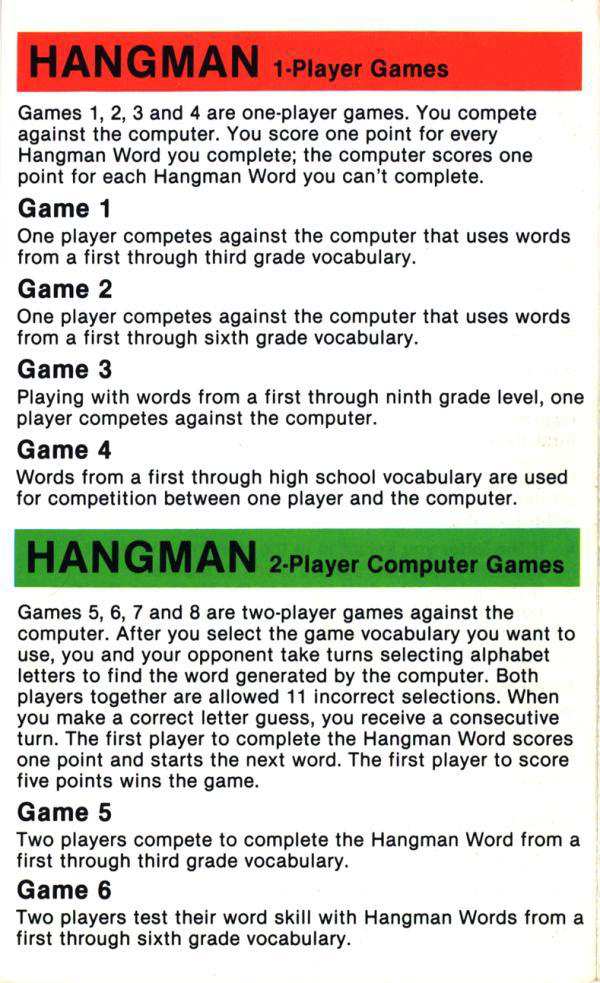 HANGMAN 1-Player Games
Games 1, 2, 3 and 4 are one-player games. You compete
against the computer. You score one point for every
Hangman Word you complete; the computer scores one
point for each Hangman Word you can't complete.
Game 1
One player competes against the computer that uses words
from a first through third grade vocabulary.
Game 2
One player competes against the computer that uses words
from a first through sixth grade vocabulary.
Game 3
Playing with words from a first through ninth grade level, one
player competes against the computer.
Game 4
Words from a first through high school vocabulary are used
for competition between one player and the computer.
HANGMAN 2-Player Computer Games
Games 5, 6, 7 and 8 are two-player games against the
computer. After you select the game vocabulary you want to
use, you and your opponent take turns selecting alphabet
letters to find the word generated by the computer. Both
players together are allowed 11 incorrect selections. When
you make a correct letter guess, you receive a consecutive
turn. The first player to complete the Hangman Word scores
one point and starts the next word. The first player to score
five points wins the game.
Game 5
Two players compete to complete the Hangman Word from a
first through third grade vocabulary.
Game 6
Two players test their word skill with Hangman Words from a
first through sixth grade vocabulary.